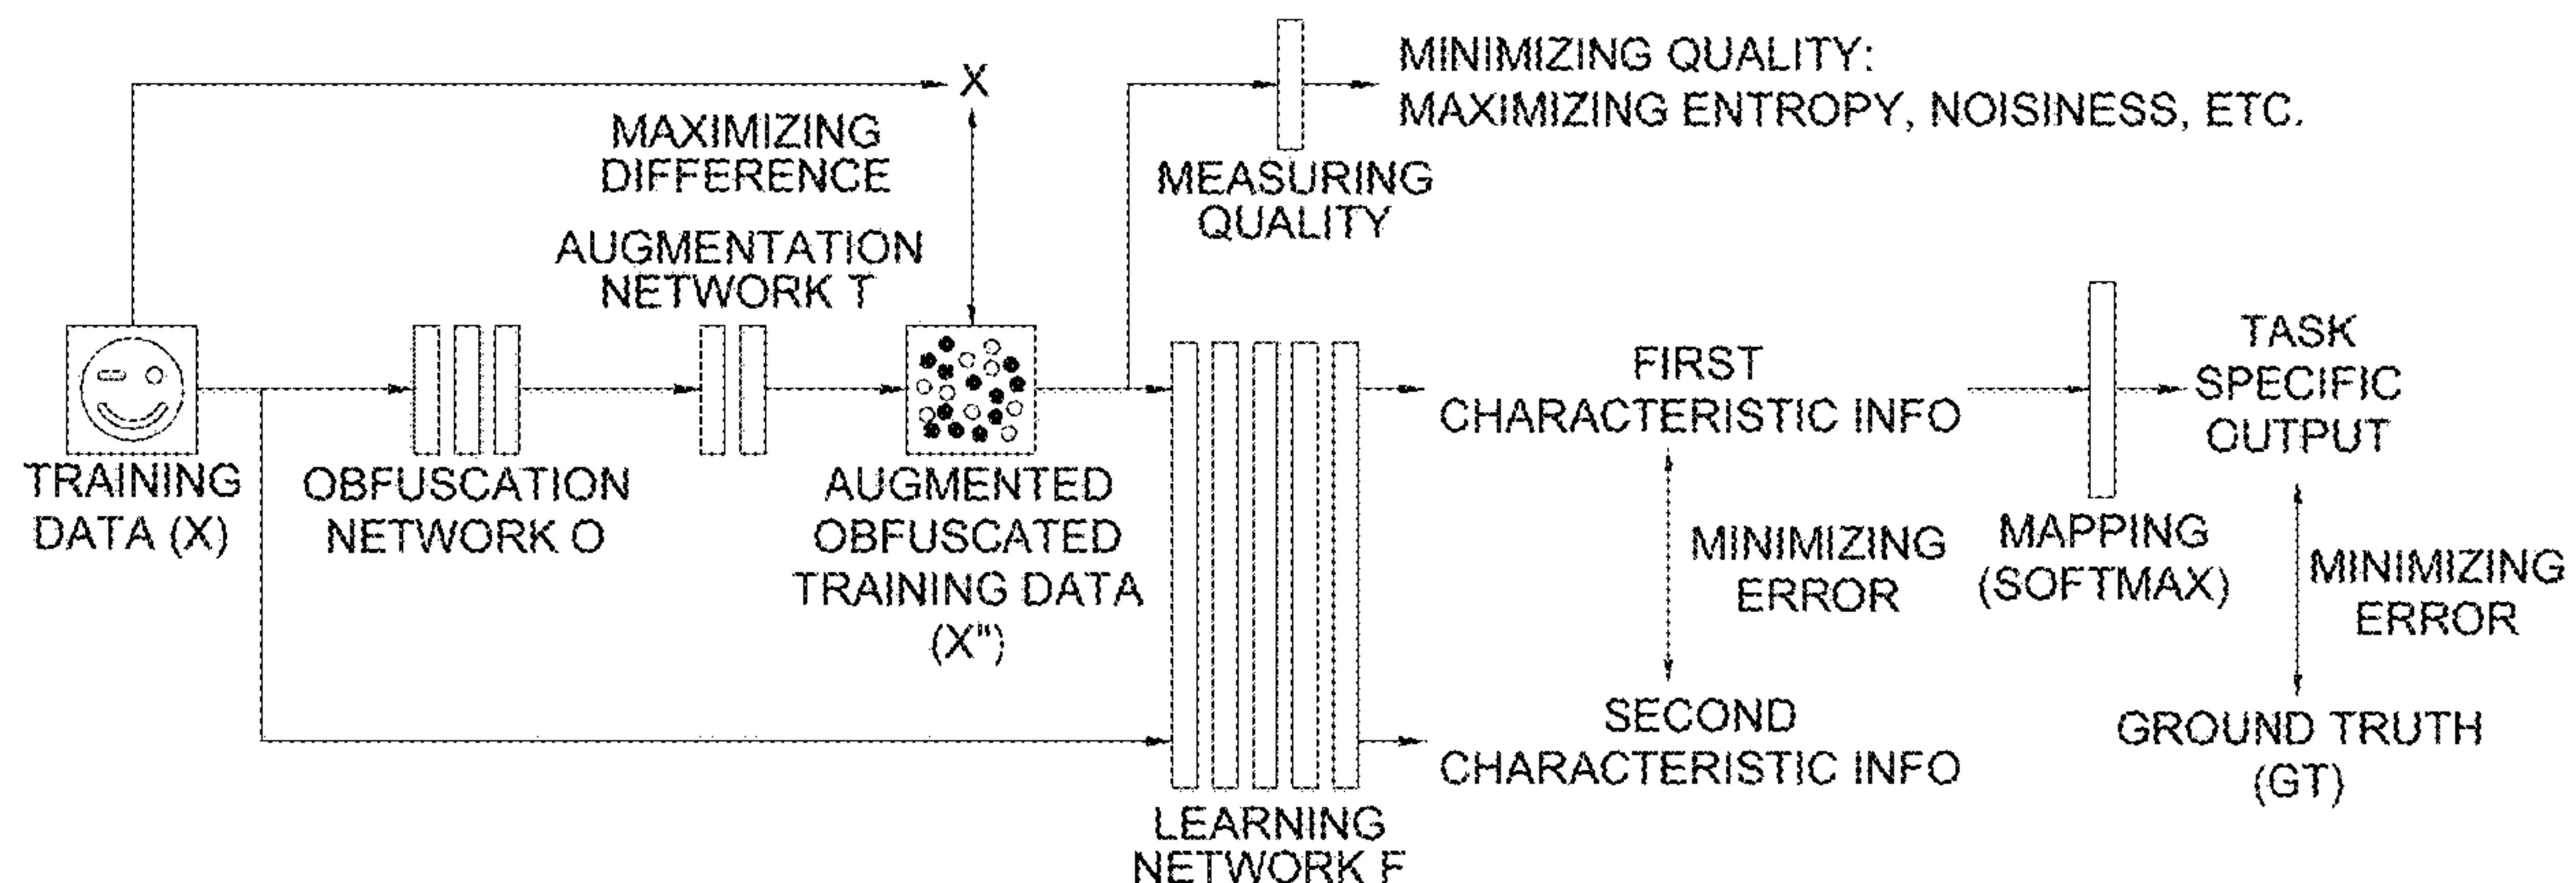 X
MINIMIZING QUALITY:
MAXIMIZING ENTROPY, NOISINESS, ETC.
MAXIMIZING
DIFFERENCE
MEASURING
QUALITY
AUGMENTATION
NETWORK T
TRAINING
DATA (X)
OBFUSCATION
NETWORK O
AUGMENTED
OBFUSCATED
TRAINING DATA
(X")
FIRST
CHARACTERISTIC INFO
TASK
SPECIFIC
OUTPUT
MINIMIZING
ERROR
MAPPING
(SOFTMAX)
MINIMIZING
ERROR
SECOND
CHARACTERISTIC INFO
GROUND TRUTH
(GT)
LEARNING
NETWORK F